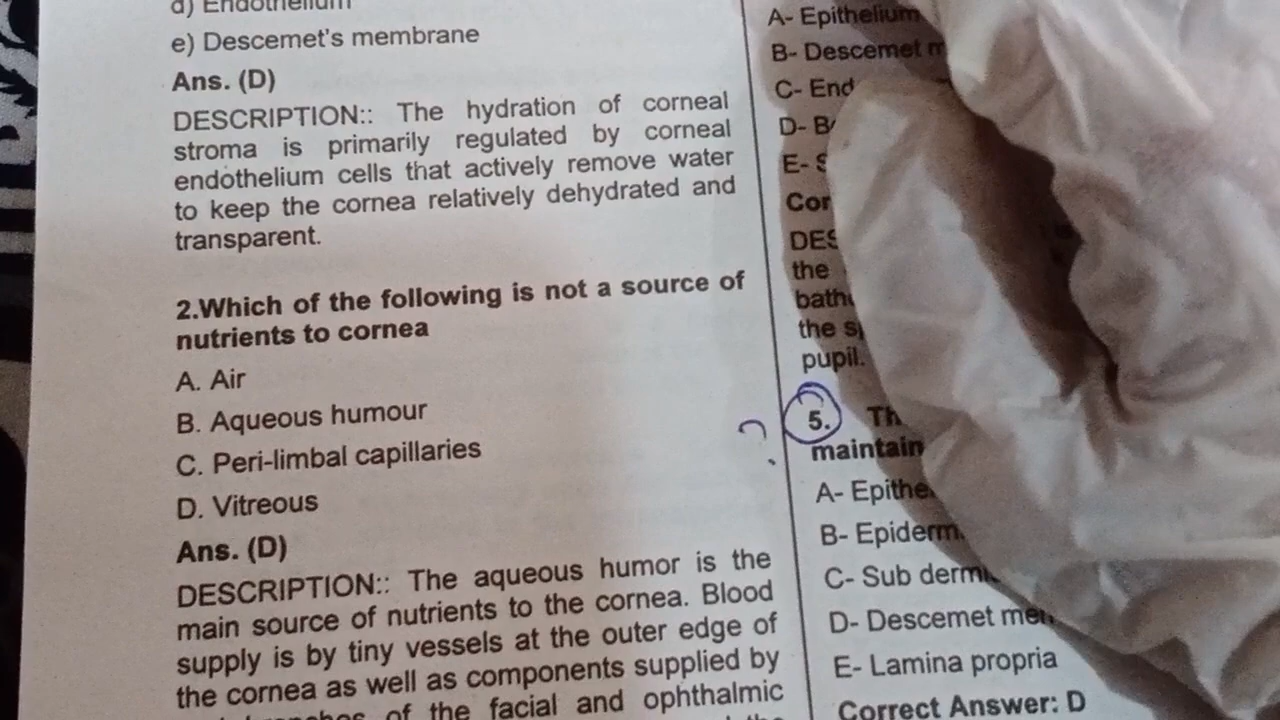 d) Endothelium
e) Descemet's membrane
Ans. (D)
DESCRIPTION:: The hydration of corneal
stroma is primarily regulated by corneal
endothelium cells that actively remove water
to keep the cornea relatively dehydrated and
transparent.
2.Which of the following is not a source of
nutrients to cornea
A. Air
B. Aqueous humour
C. Peri-limbal capillaries
D. Vitreous
Ans. (D)
DESCRIPTION:: The aqueous humor is the
main source of nutrients to the cornea. Blood
supply is by tiny vessels at the outer edge of
the cornea as well as components supplied by
of the facial and ophthalmic
A- Epithelium
B- Descemet
C- End
D- B
E- S
Cor
DES
the
the
pupil.
?
5. Th
maintain
A- Epithe
B- Epiderm
C- Sub derm
D- Descemet
E- Lamina propria
Correct Answer: D